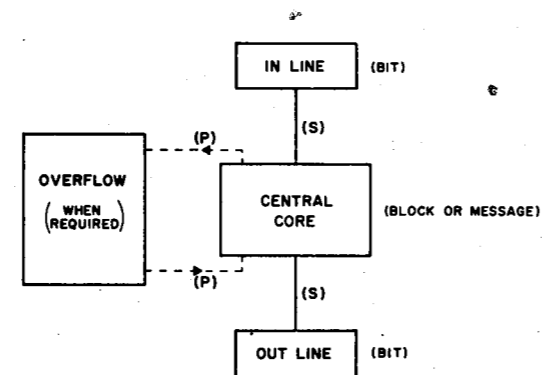 IN LINE (BIT)
(S)
(P)
OVERFLOW
(WHEN
REQUIRED)
CENTRAL
CORE
(BLOCK OR MESSAGE)
(P)
(S)
OUT LINE (BIT)